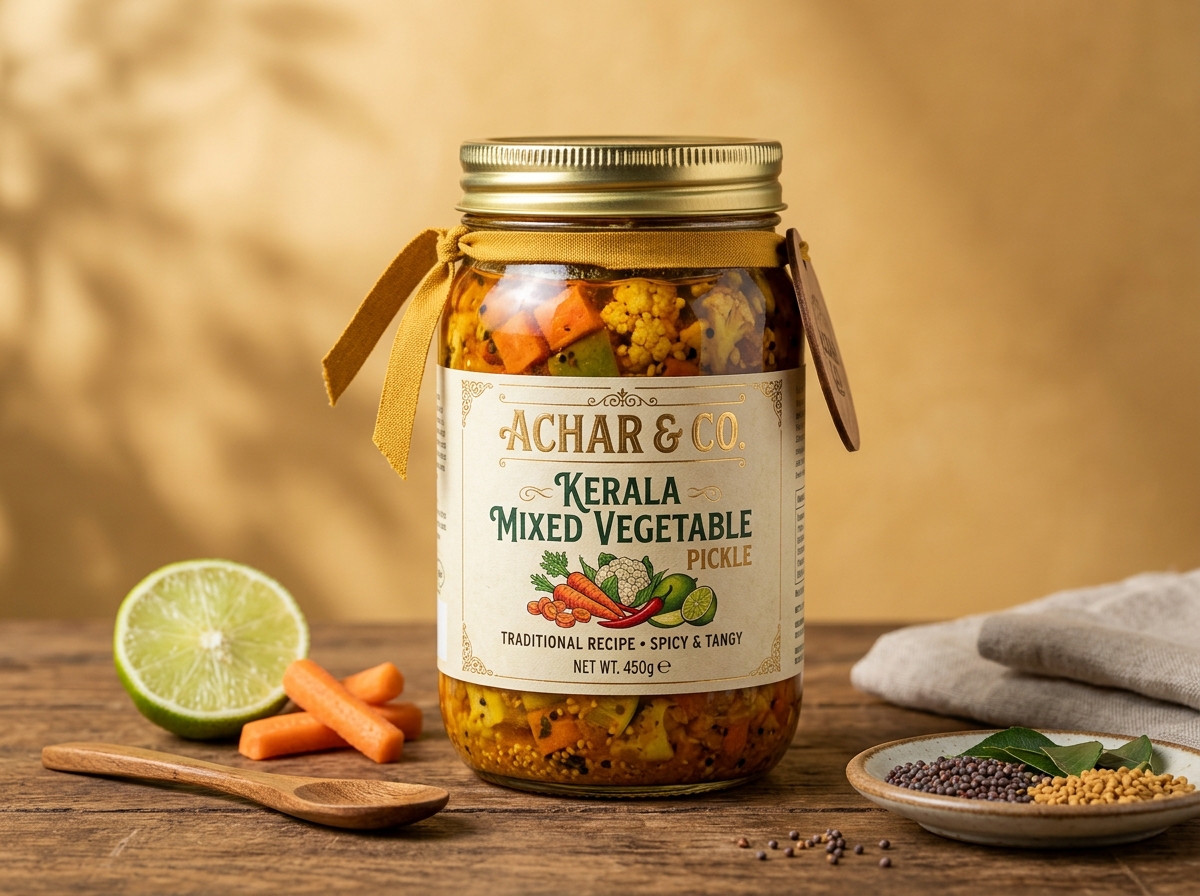 ACHAR & CO.
KERALA
MIXED VEGETABLE
PICKLE
TRADITIONAL RECIPE • SPICY & TANGY
NET WT. 450g ℮